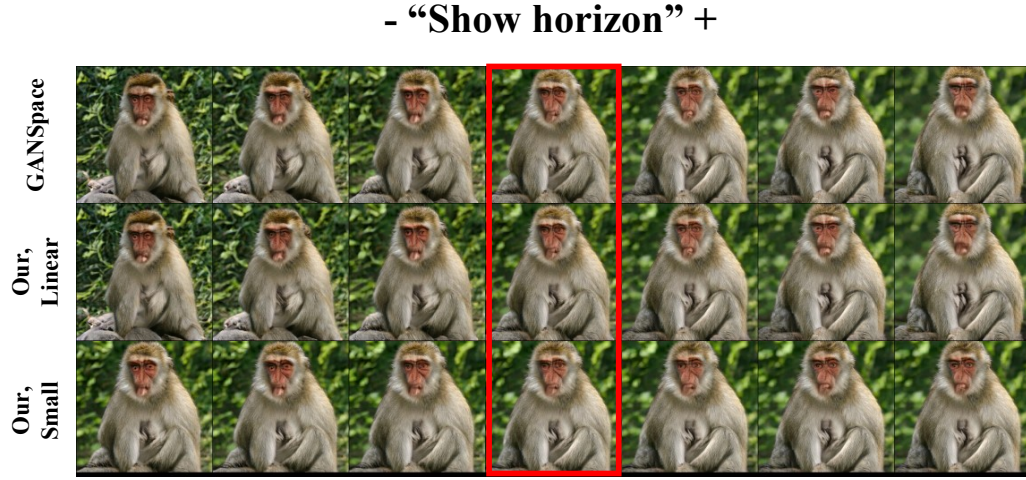 - “Show horizon” +
GANSpace
Our,
Linear
Our,
Small